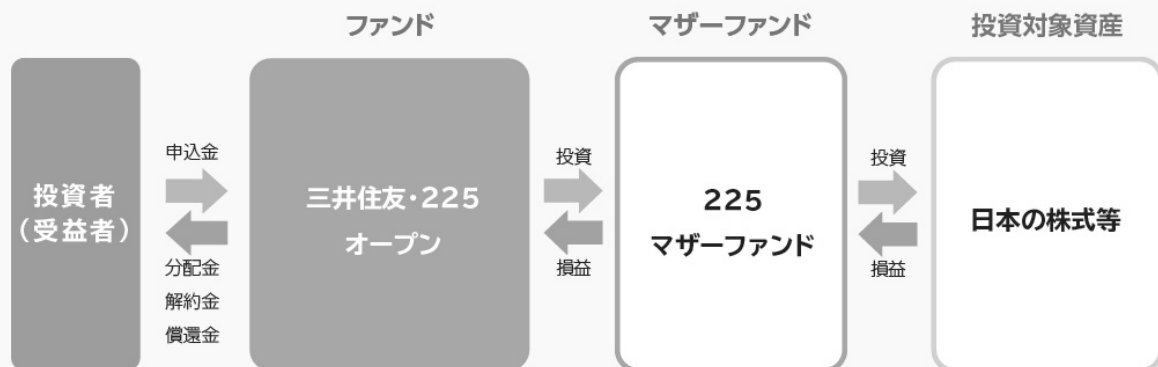 ファンド
マザーファンド
投資対象資産
投資者
（受益者）
申込金
分配金
解約金
償還金
三井住友・225
オープン
投資
損益
225
マザーファンド
投資
損益
日本の株式等